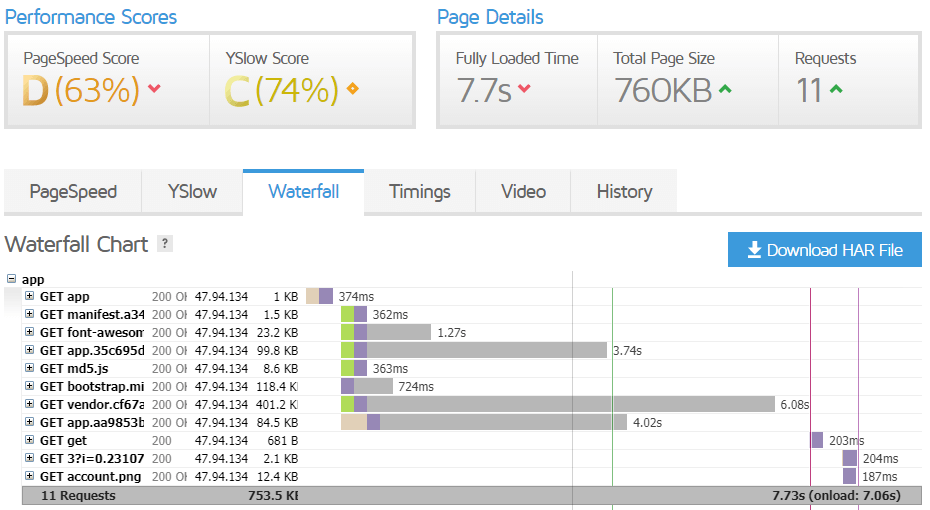 Performance Scores
Page Details
PageSpeed Score
D (63%)
YSlow Score
C (74%)
Fully Loaded Time
7.7s
Total Page Size
760KB
Requests
11
PageSpeed YSlow Waterfall Timings Video History
Waterfall Chart ?
Download HAR File
app
GET app 200 OK 47.94.134 1 KB 374ms
GET manifest.a34 200 OK 47.94.134 1.5 KB 362ms
GET font-awesom 200 OK 47.94.134 23.2 KB 1.27s
GET app.35c695d 200 OK 47.94.134 99.8 KB 3.74s
GET md5.js 200 OK 47.94.134 8.6 KB 363ms
GET bootstrap.mi 200 OK 47.94.134 118.4 K 724ms
GET vendor.cf67a 200 OK 47.94.134 401.2 K 6.08s
GET app.aa9853b 200 OK 47.94.134 84.5 KB 4.02s
GET get 200 47.94.134 681 B 203ms
GET 3?i=0.23107 200 47.94.134 2.1 KB 204ms
GET account.png 200 OK 47.94.134 12.4 KB 187ms
11 Requests 753.5 KB 7.73s (onload: 7.06s)